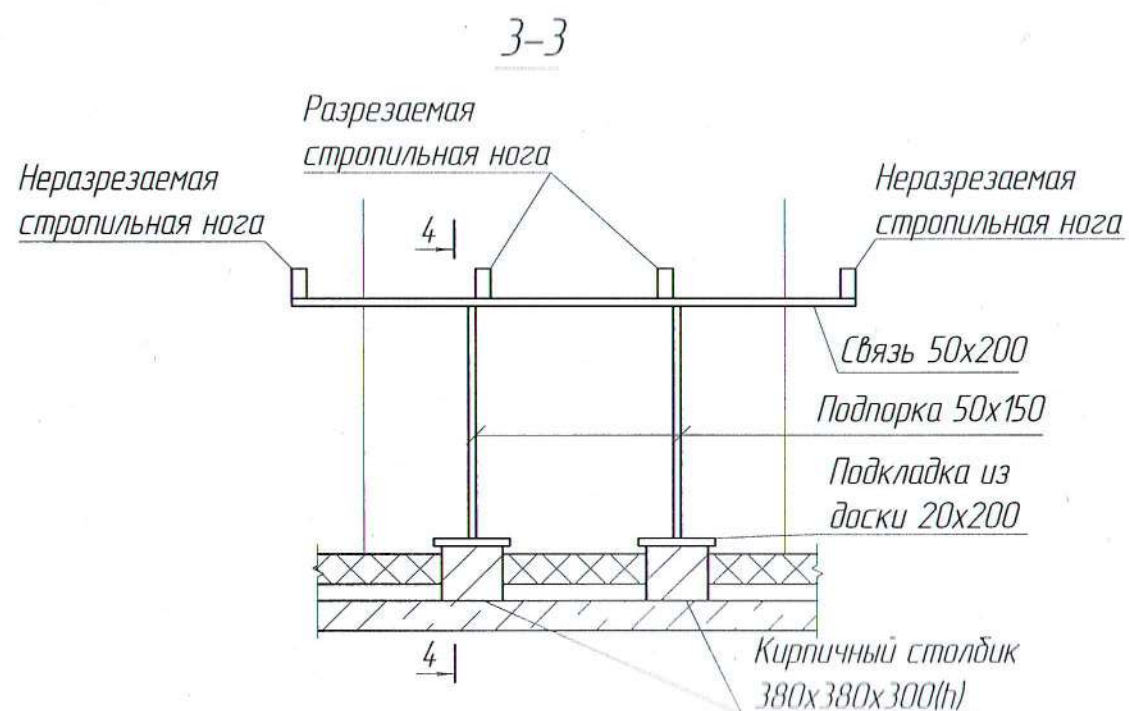 3-3
Разрезаемая
стропильная нога
Неразрезаемая
стропильная нога
Неразрезаемая
стропильная нога
4
Связь 50х200
Подпорка 50х150
Подкладка из
доски 20х200
4
Кирпичный столбик
380х380х300(h)